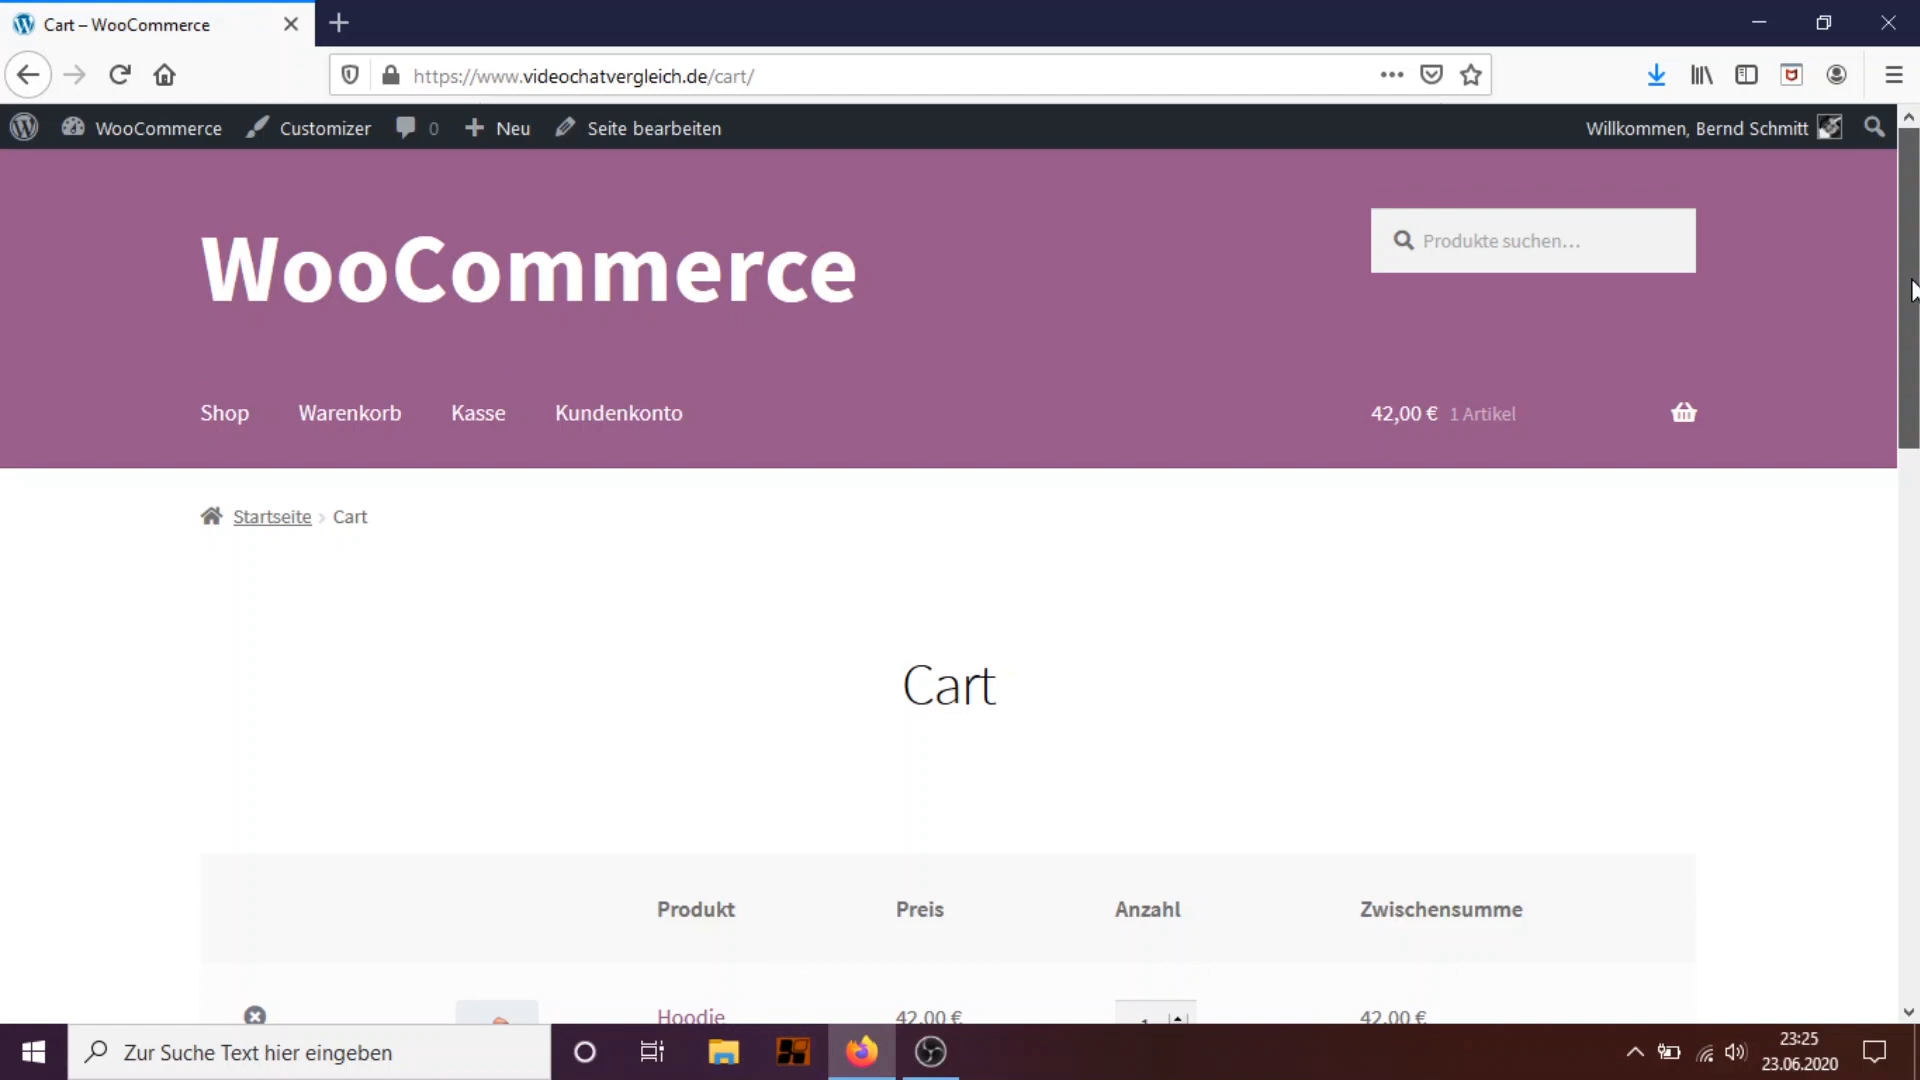 Cart – WooCommerce
https://www.videochatvergleich.de/cart/
WooCommerce
Customizer
0
Neu
Seite bearbeiten
Willkommen, Bernd Schmitt
WooCommerce
Produkte suchen…
Shop
Warenkorb
Kasse
Kundenkonto
42,00 € 1 Artikel
Startseite › Cart
Cart
Produkt
Preis
Anzahl
Zwischensumme
Hoodie
42,00 €
42,00 €
Zur Suche Text hier eingeben
23:25
23.06.2020